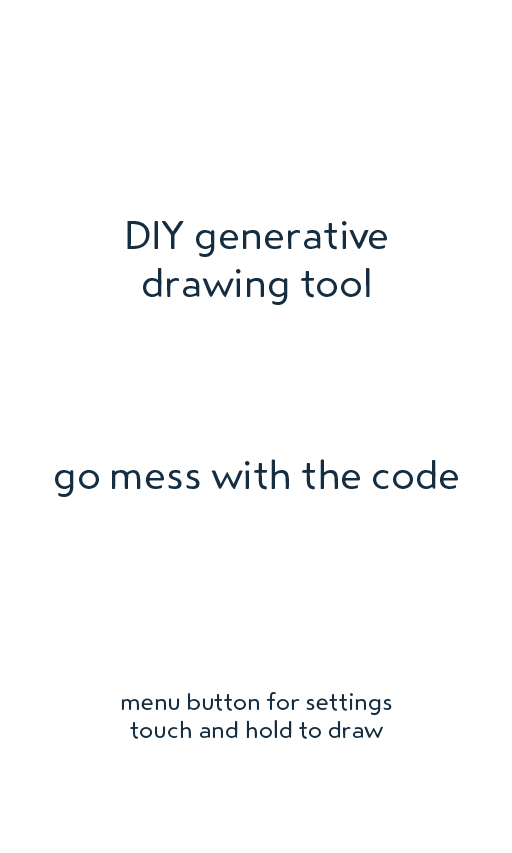 DIY generative
drawing tool
go mess with the code
menu button for settings
touch and hold to draw